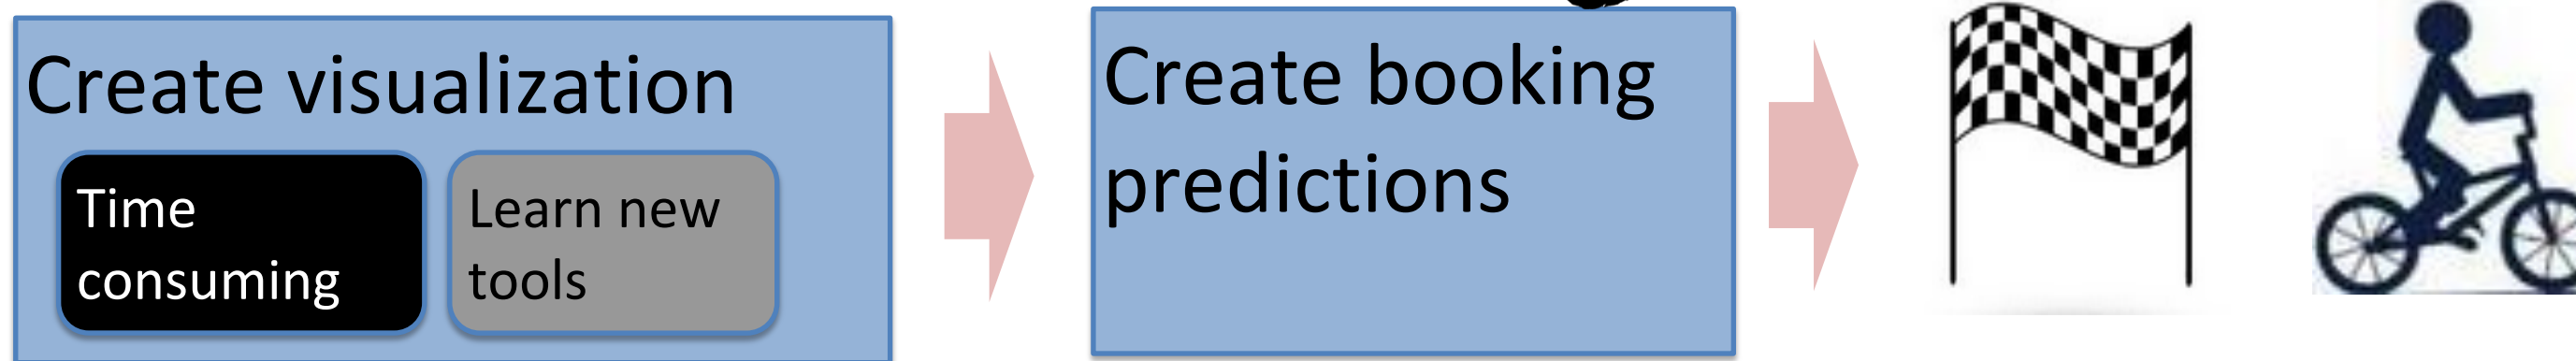 Create visualization
Time
consuming
Learn new
tools
Create booking
predictions